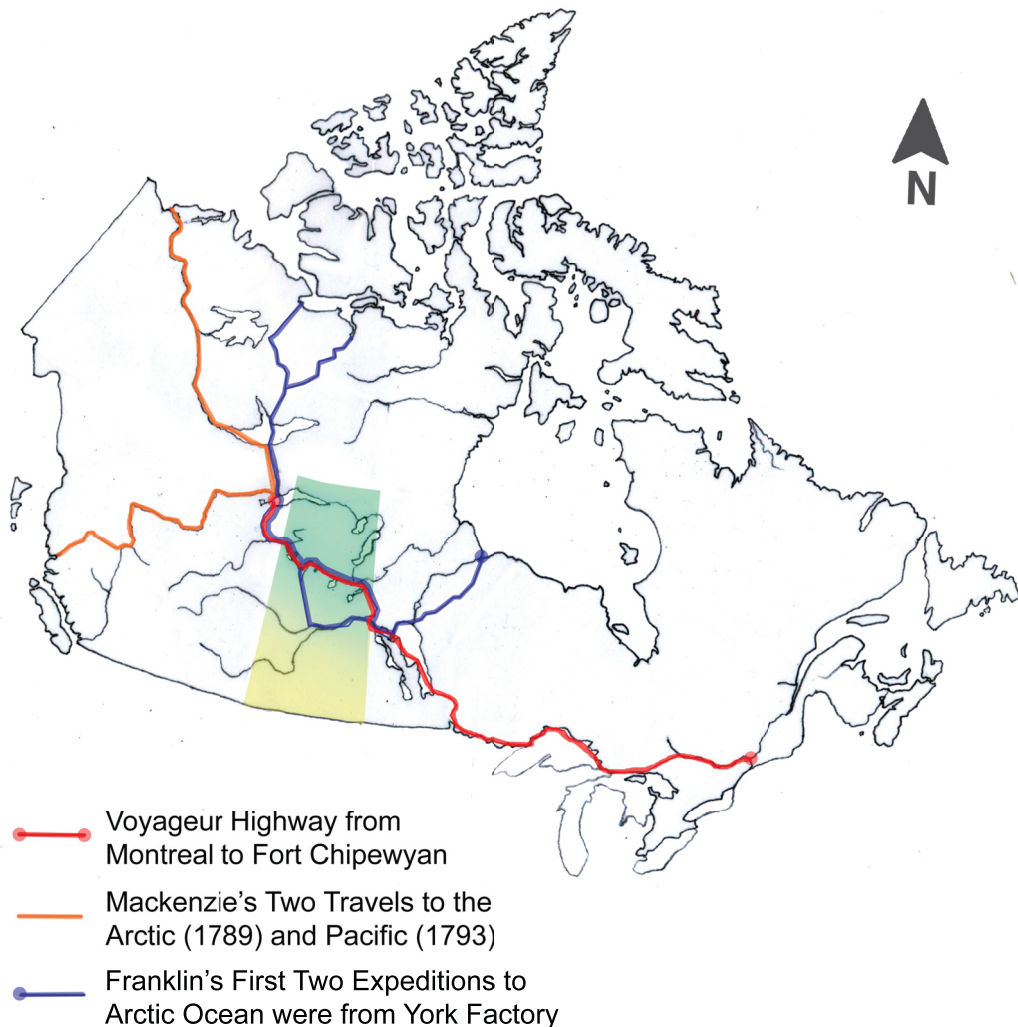 N
Voyageur Highway from
Montreal to Fort Chipewyan
Mackenzie’s Two Travels to the
Arctic (1789) and Pacific (1793)
Franklin’s First Two Expeditions to
Arctic Ocean were from York Factory